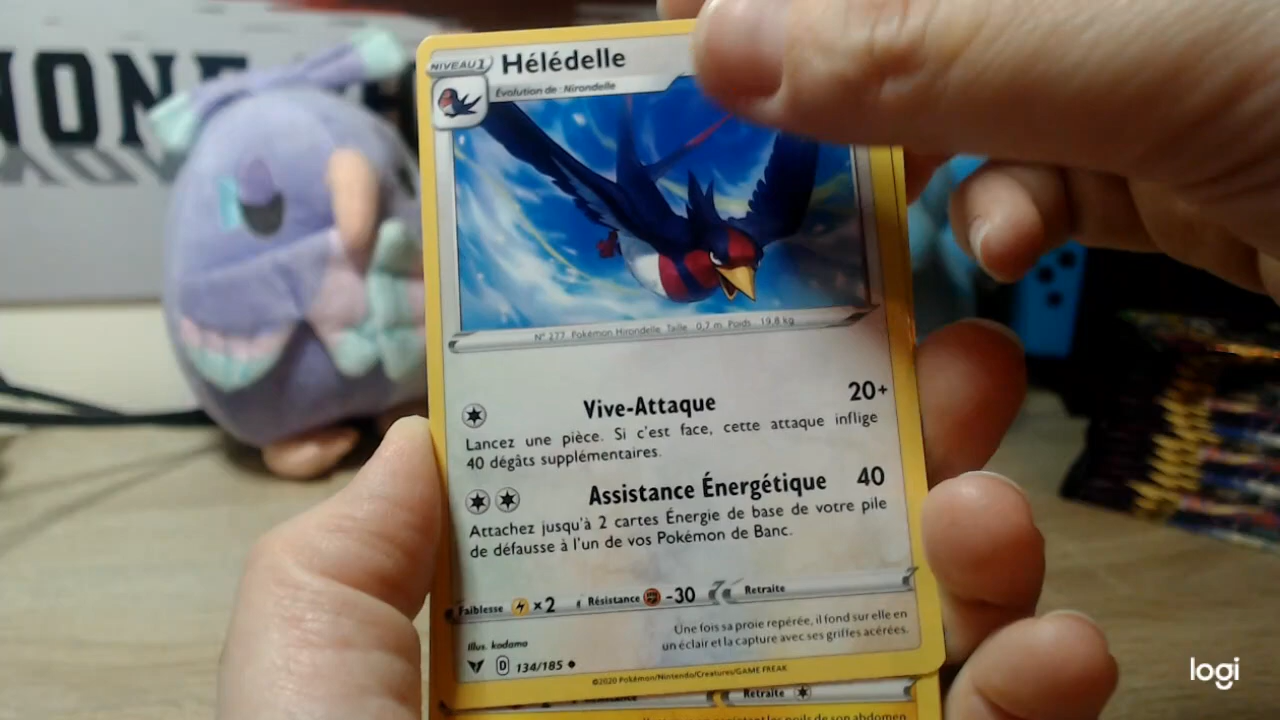 NIVEAU 1
Hélédelle
Évolution de : Nirondelle
N° 277 Pokémon Hirondelle Taille : 0,7 m Poids : 19,8 kg
Vive-Attaque 20+
Lancez une pièce. Si c'est face, cette attaque inflige
40 dégâts supplémentaires.
Assistance Énergétique 40
Attachez jusqu'à 2 cartes Énergie de base de votre pile
de défausse à l'un de vos Pokémon de Banc.
Faiblesse ×2 Résistance -30 Retraite
Une fois sa proie repérée, il fond sur elle en
un éclair et la capture avec ses griffes acérées.
Illus. kodama
D 134/185
©2020 Pokémon/Nintendo/Creatures/GAME FREAK
Retraite
de son abdomen
logi